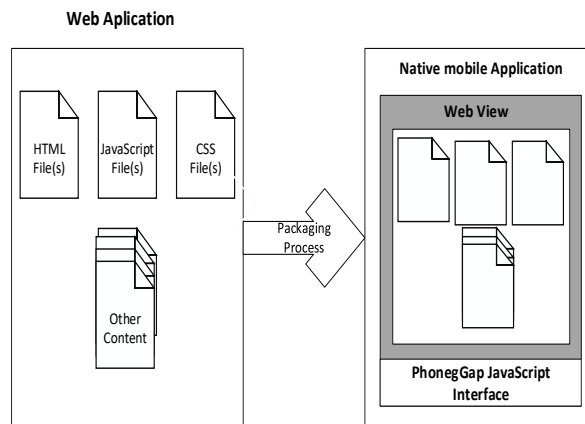 Web Aplication
HTML
File(s)
JavaScript
File(s)
CSS
File(s)
Other
Content
Packaging
Process
Native mobile Application
Web View
PhonegGap JavaScript
Interface